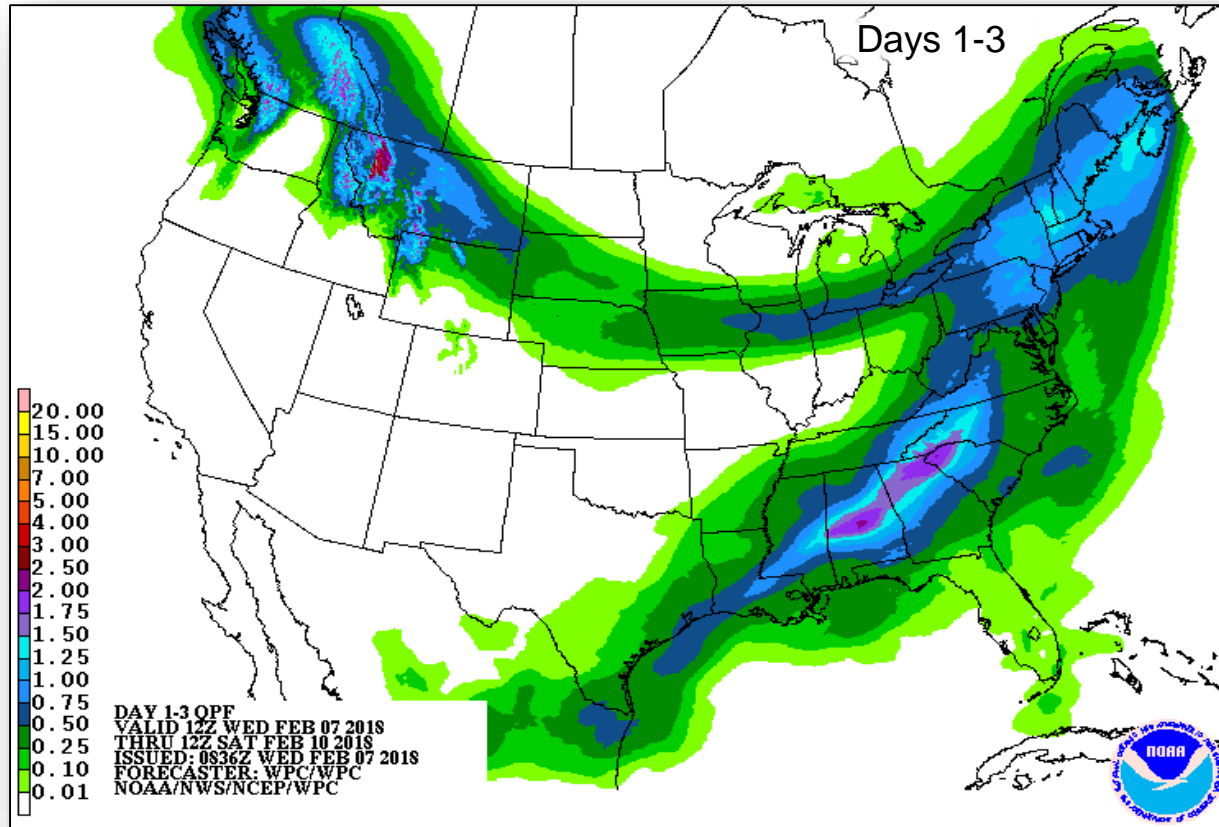 Days 1-3
20.00
15.00
10.00
7.00
5.00
4.00
3.00
2.50
2.00
1.75
1.50
1.25
1.00
0.75
0.50
0.25
0.10
0.01
DAY 1-3 QPF
VALID 12Z WED FEB 07 2018
THRU 12Z SAT FEB 10 2018
ISSUED: 0836Z WED FEB 07 2018
FORECASTER: WPC/WPC
NOAA/NWS/NCEP/WPC
NOAA